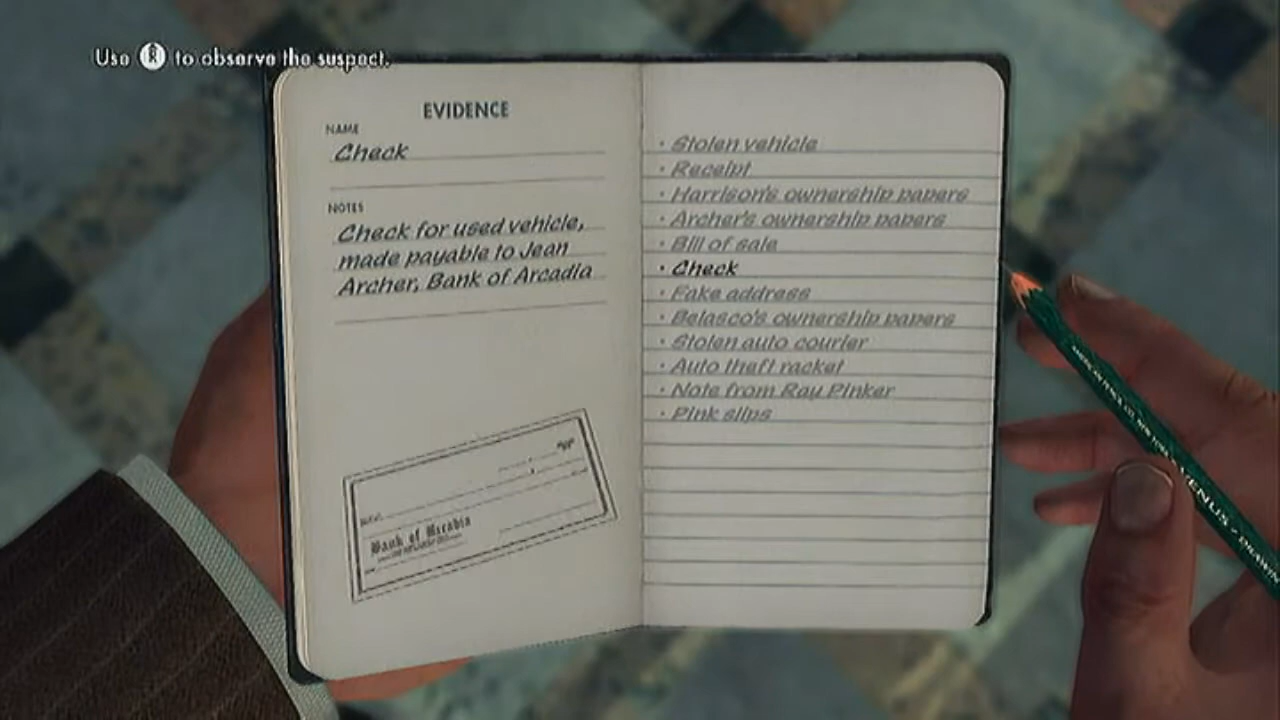 Use R to observe the suspect.
EVIDENCE
NAME
Check
NOTES
Check for used vehicle,
made payable to Jean
Archer, Bank of Arcadia
Bank of Arcadia
• Stolen vehicle
• Receipt
• Harrison's ownership papers
• Archer's ownership papers
• Bill of sale
• Check
• Fake address
• Belasco's ownership papers
• Stolen auto courier
• Auto theft racket
• Note from Ray Pinker
• Pink slips
VENUS